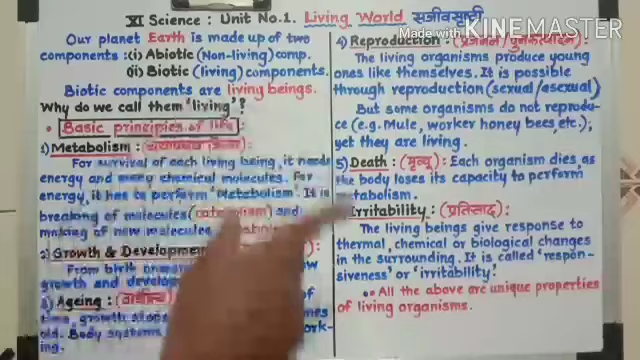 XI Science : Unit No.1. Living World सजीवसृष्टी
Made with KINEMASTER
Our planet Earth is made up of two
components :(i) Abiotic (Non-living) comp.
(ii) Biotic (living) components.
Biotic components are living beings.
Why do we call them 'living'?
• Basic principles of life
1) Metabolism :
For survival of each living being, it needs
energy and many chemical molecules. For
energy, it has to perform 'Metabolism'. It is
breaking of molecules (catabolism) and
making of new molecules
2) Growth & Development
From birth onwards
growth and develop
3) Ageing : of
time, growth stops
old. Body systems work-
ing.
4) Reproduction : (प्रजनन / पुनरुत्पादन)
The living organisms produce young
ones like themselves. It is possible
through reproduction (sexual/asexual)
But some organisms do not reprodu-
ce (e.g. Mule, worker honey bees, etc.); yet
they are living.
5) Death : (मृत्यू) : Each organism dies as
the body loses its capacity to perform
metabolism.
Irritability : (प्रतिसाद) :
The living beings give response to
thermal, chemical or biological changes
in the surrounding. It is called 'respon-
siveness' or 'irritability'.
• All the above are unique properties
of living organisms.